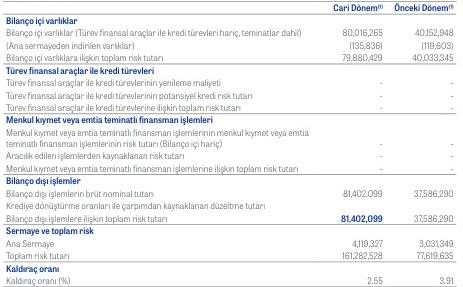 Cari Dönem(1) Önceki Dönem(1)
Bilanço içi varlıklar
Bilanço içi varlıklar (Türev finansal araçlar ile kredi türevleri hariç, teminatlar dahil) 80,016,265 40,152,948
(Ana sermayeden indirilen varlıklar) (135,836) (119,603)
Bilanço içi varlıklara ilişkin toplam risk tutarı 79,880,429 40,033,345
Türev finansal araçlar ile kredi türevleri
Türev finansal araçlar ile kredi türevlerinin yenileme maliyeti - -
Türev finansal araçlar ile kredi türevlerinin potansiyel kredi risk tutarı - -
Türev finansal araçlar ile kredi türevlerine ilişkin toplam risk tutarı - -
Menkul kıymet veya emtia teminatlı finansman işlemleri
Menkul kıymet veya emtia teminatlı finansman işlemlerinin menkul kıymet veya emtia
teminatlı finansman işlemlerinin risk tutarı (Bilanço içi hariç) - -
Aracılık edilen işlemlerden kaynaklanan risk tutarı - -
Menkul kıymet veya emtia teminatlı finansman işlemlerine ilişkin toplam risk tutarı - -
Bilanço dışı işlemler
Bilanço dışı işlemlerin brüt nominal tutarı 81,402,099 37,586,290
Krediye dönüştürme oranları ile çarpımdan kaynaklanan düzeltme tutarı
Bilanço dışı işlemlere ilişkin toplam risk tutarı 81,402,099 37,586,290
Sermaye ve toplam risk
Ana Sermaye 4,119,327 3,031,349
Toplam risk tutarı 161,282,528 77,619,635
Kaldıraç oranı
Kaldıraç oranı (%) 2.55 3.91